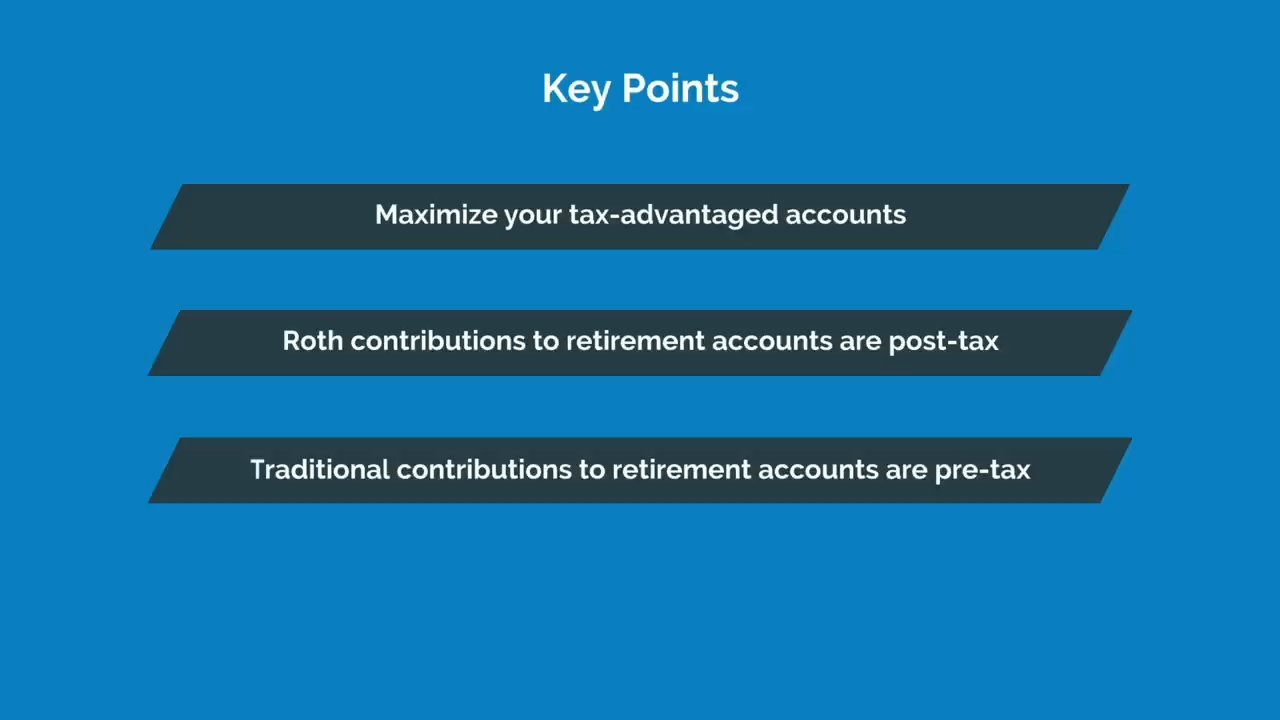 Key Points
Maximize your tax-advantaged accounts
Roth contributions to retirement accounts are post-tax
Traditional contributions to retirement accounts are pre-tax